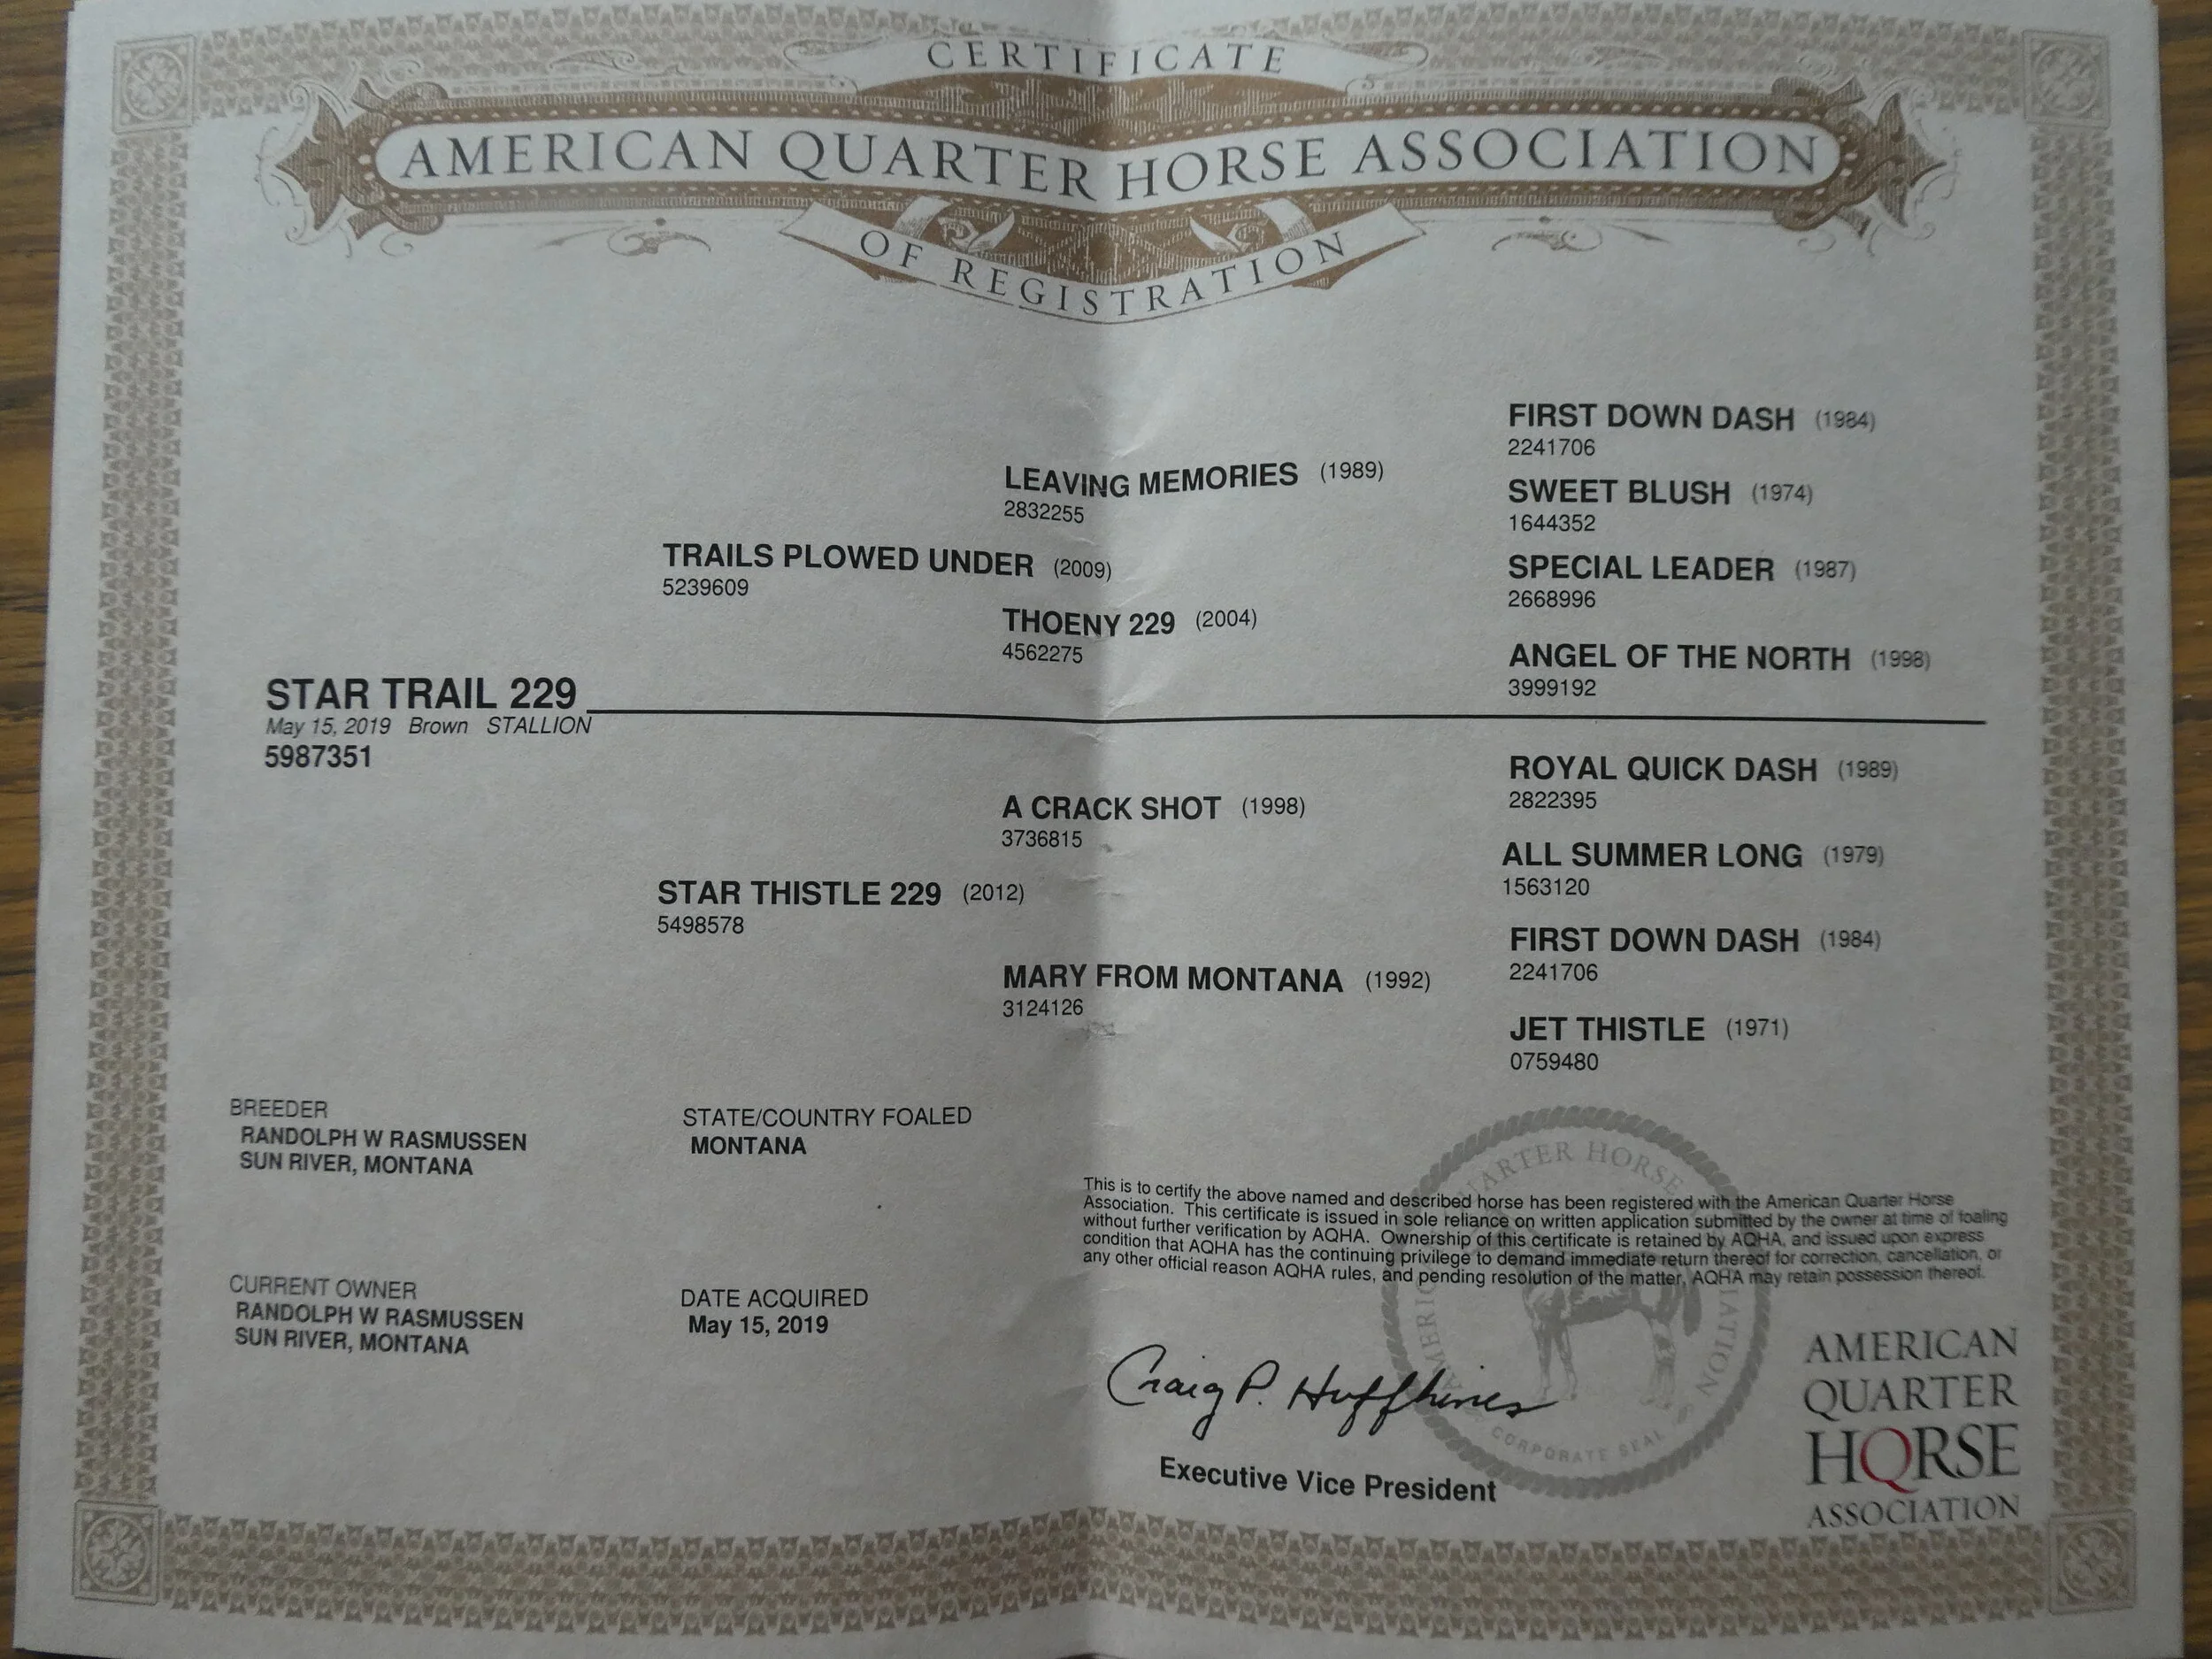 CERTIFICATE
AMERICAN QUARTER HORSE ASSOCIATION
OF REGISTRATION
FIRST DOWN DASH (1984)
2241706
LEAVING MEMORIES (1989)
2832255
SWEET BLUSH (1974)
1644352
TRAILS PLOWED UNDER (2009)
5239609
SPECIAL LEADER (1987)
2668996
THOENY 229 (2004)
4562275
ANGEL OF THE NORTH (1998)
3999192
STAR TRAIL 229
May 15, 2019 Brown STALLION
5987351
ROYAL QUICK DASH (1989)
2822395
A CRACK SHOT (1998)
3736815
ALL SUMMER LONG (1979)
1563120
STAR THISTLE 229 (2012)
5498578
FIRST DOWN DASH (1984)
2241706
MARY FROM MONTANA (1992)
3124126
JET THISTLE (1971)
0759480
BREEDER
RANDOLPH W RASMUSSEN
SUN RIVER, MONTANA
STATE/COUNTRY FOALED
MONTANA
This is to certify the above named and described horse has been registered with the American Quarter Horse
Association. This certificate is issued in sole reliance on written application submitted by the owner at time of foaling
without further verification by AQHA. Ownership of this certificate is retained by AQHA, and issued upon express
condition that AQHA has the continuing privilege to demand immediate return thereof for correction, cancellation, or
any other official reason AQHA rules, and pending resolution of the matter, AQHA may retain possession thereof.
CURRENT OWNER
RANDOLPH W RASMUSSEN
SUN RIVER, MONTANA
DATE ACQUIRED
May 15, 2019
Craig P. Huffhines
Executive Vice President
QUARTER HORSE
CORPORATE SEAL
AMERICAN
QUARTER
HORSE
ASSOCIATION